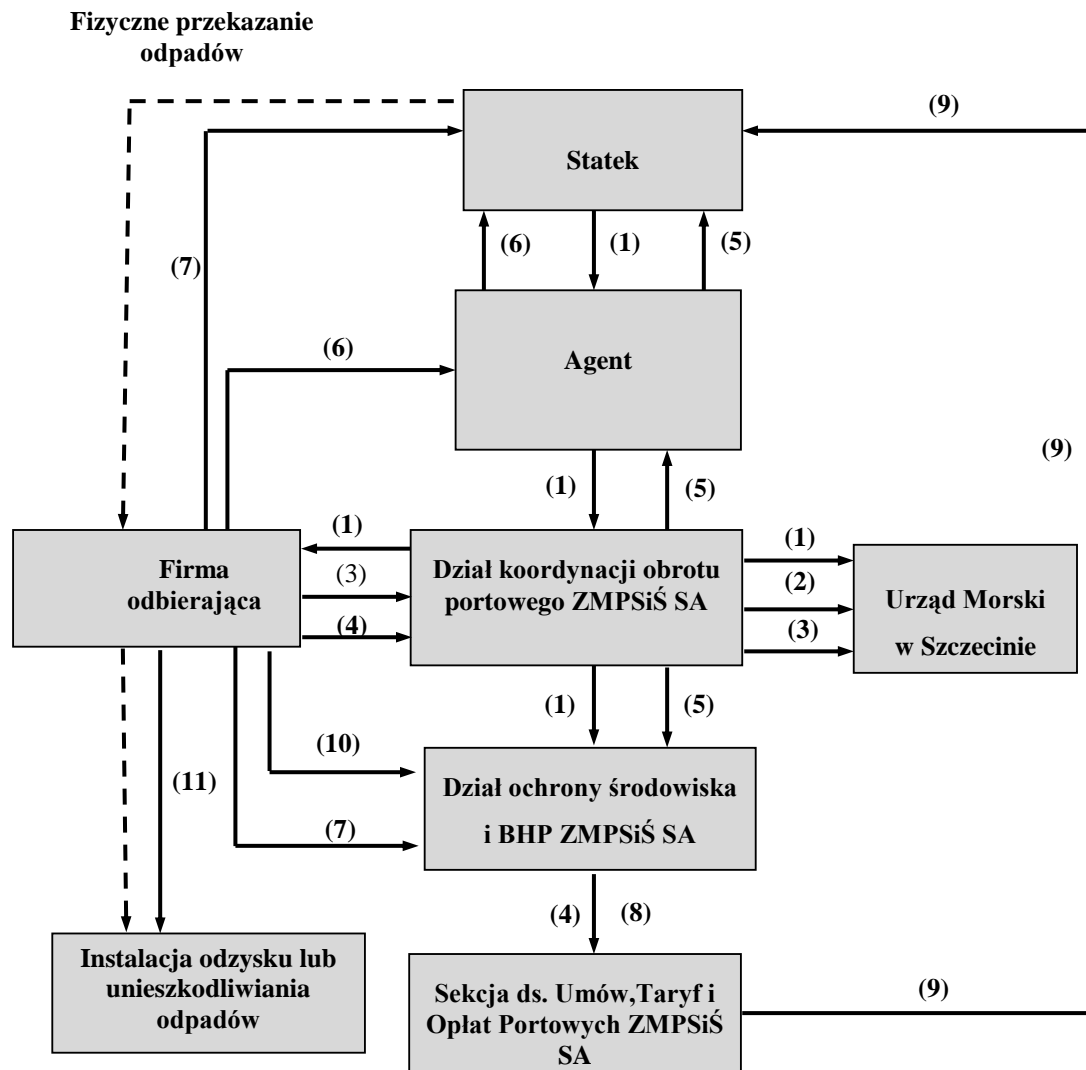 Fizyczne przekazanie
odpadów
(9)
Statek
(6)
(1)
(5)
(7)
(6)
Agent
(9)
(1)
(5)
(1)
(1)
Firma
odbierająca
(3)
(4)
Dział koordynacji obrotu
portowego ZMPSiŚ SA
(2)
(3)
Urząd Morski
w Szczecinie
(1)
(5)
(10)
(11)
(7)
Dział ochrony środowiska
i BHP ZMPSiŚ SA
(4)
(8)
Instalacja odzysku lub
unieszkodliwiania
odpadów
Sekcja ds. Umów,Taryf i
Opłat Portowych ZMPSiŚ
SA
(9)